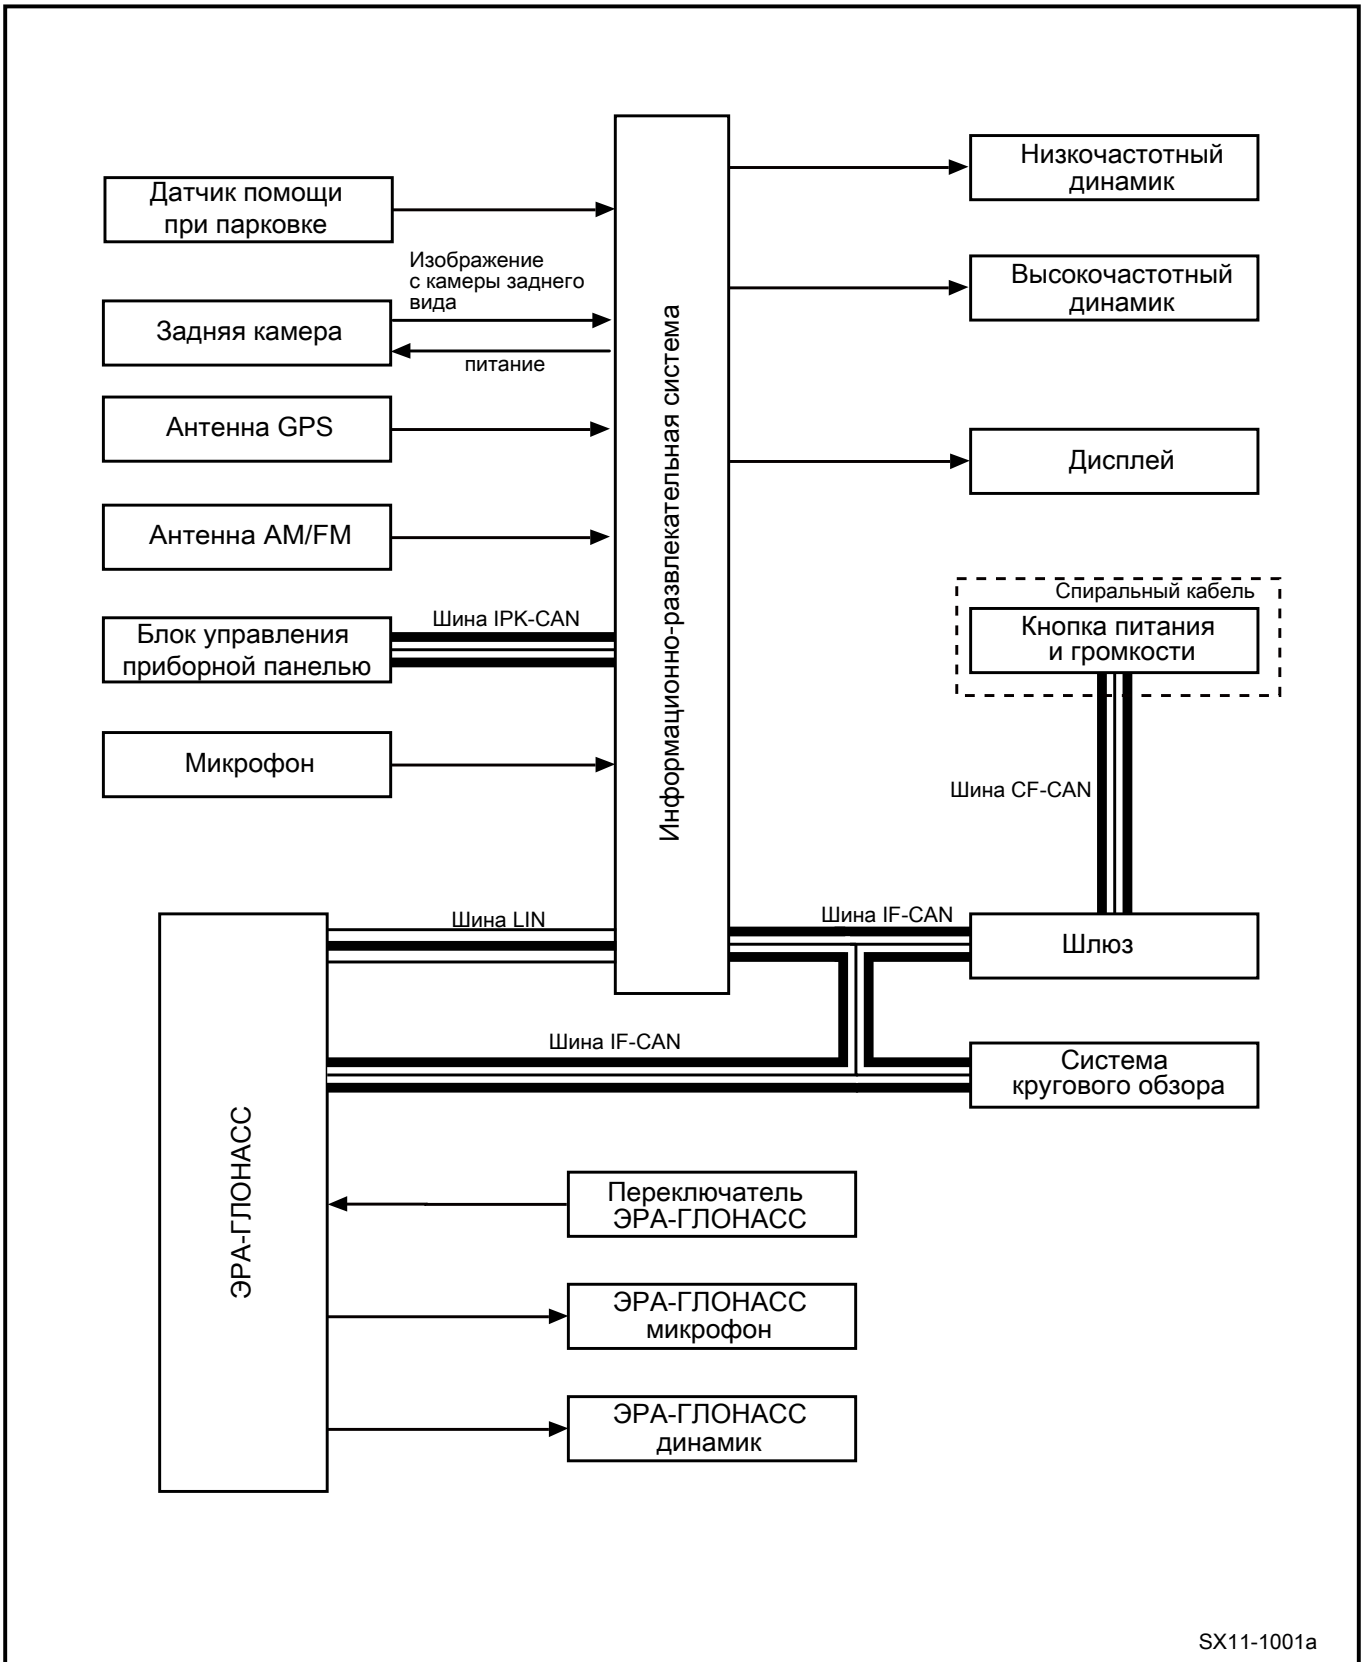 Низкочастотный
динамик
Датчик помощи
при парковке
Изображение
с камеры заднего
вида
Высокочастотный
динамик
Задняя камера
питание
Антенна GPS
Информационно-развлекательная система
Дисплей
Антенна AM/FM
Спиральный кабель
Кнопка питания
и громкости
Шина IPK-CAN
Блок управления
приборной панелью
Микрофон
Шина CF-CAN
Шина LIN
Шина IF-CAN
Шлюз
Шина IF-CAN
Система
кругового обзора
ЭРА-ГЛОНАСС
Переключатель
ЭРА-ГЛОНАСС
ЭРА-ГЛОНАСС
микрофон
ЭРА-ГЛОНАСС
динамик
SX11-1001a